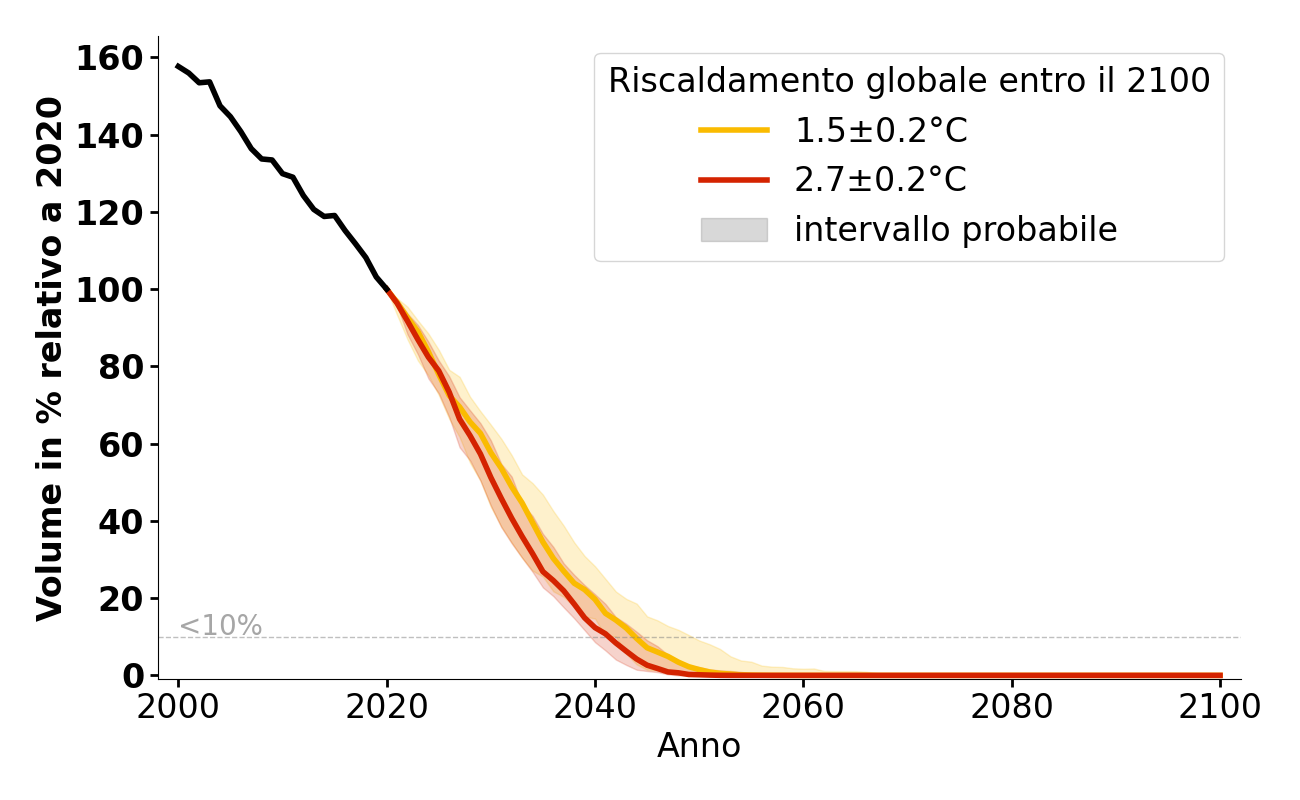 Volume in % relativo a 2020
160
140
120
100
80
60
40
20
0
<10%
Riscaldamento globale entro il 2100
1.5±0.2°C
2.7±0.2°C
intervallo probabile
2000 2020 2040 2060 2080 2100
Anno